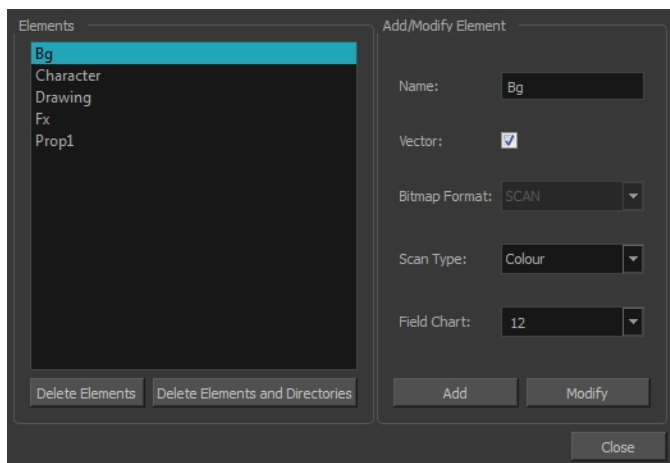 Elements
Bg
Character
Drawing
Fx
Prop1
Delete Elements
Delete Elements and Directories
Add/Modify Element
Name: Bg
Vector:
Bitmap Format: SCAN
Scan Type: Colour
Field Chart: 12
Add
Modify
Close